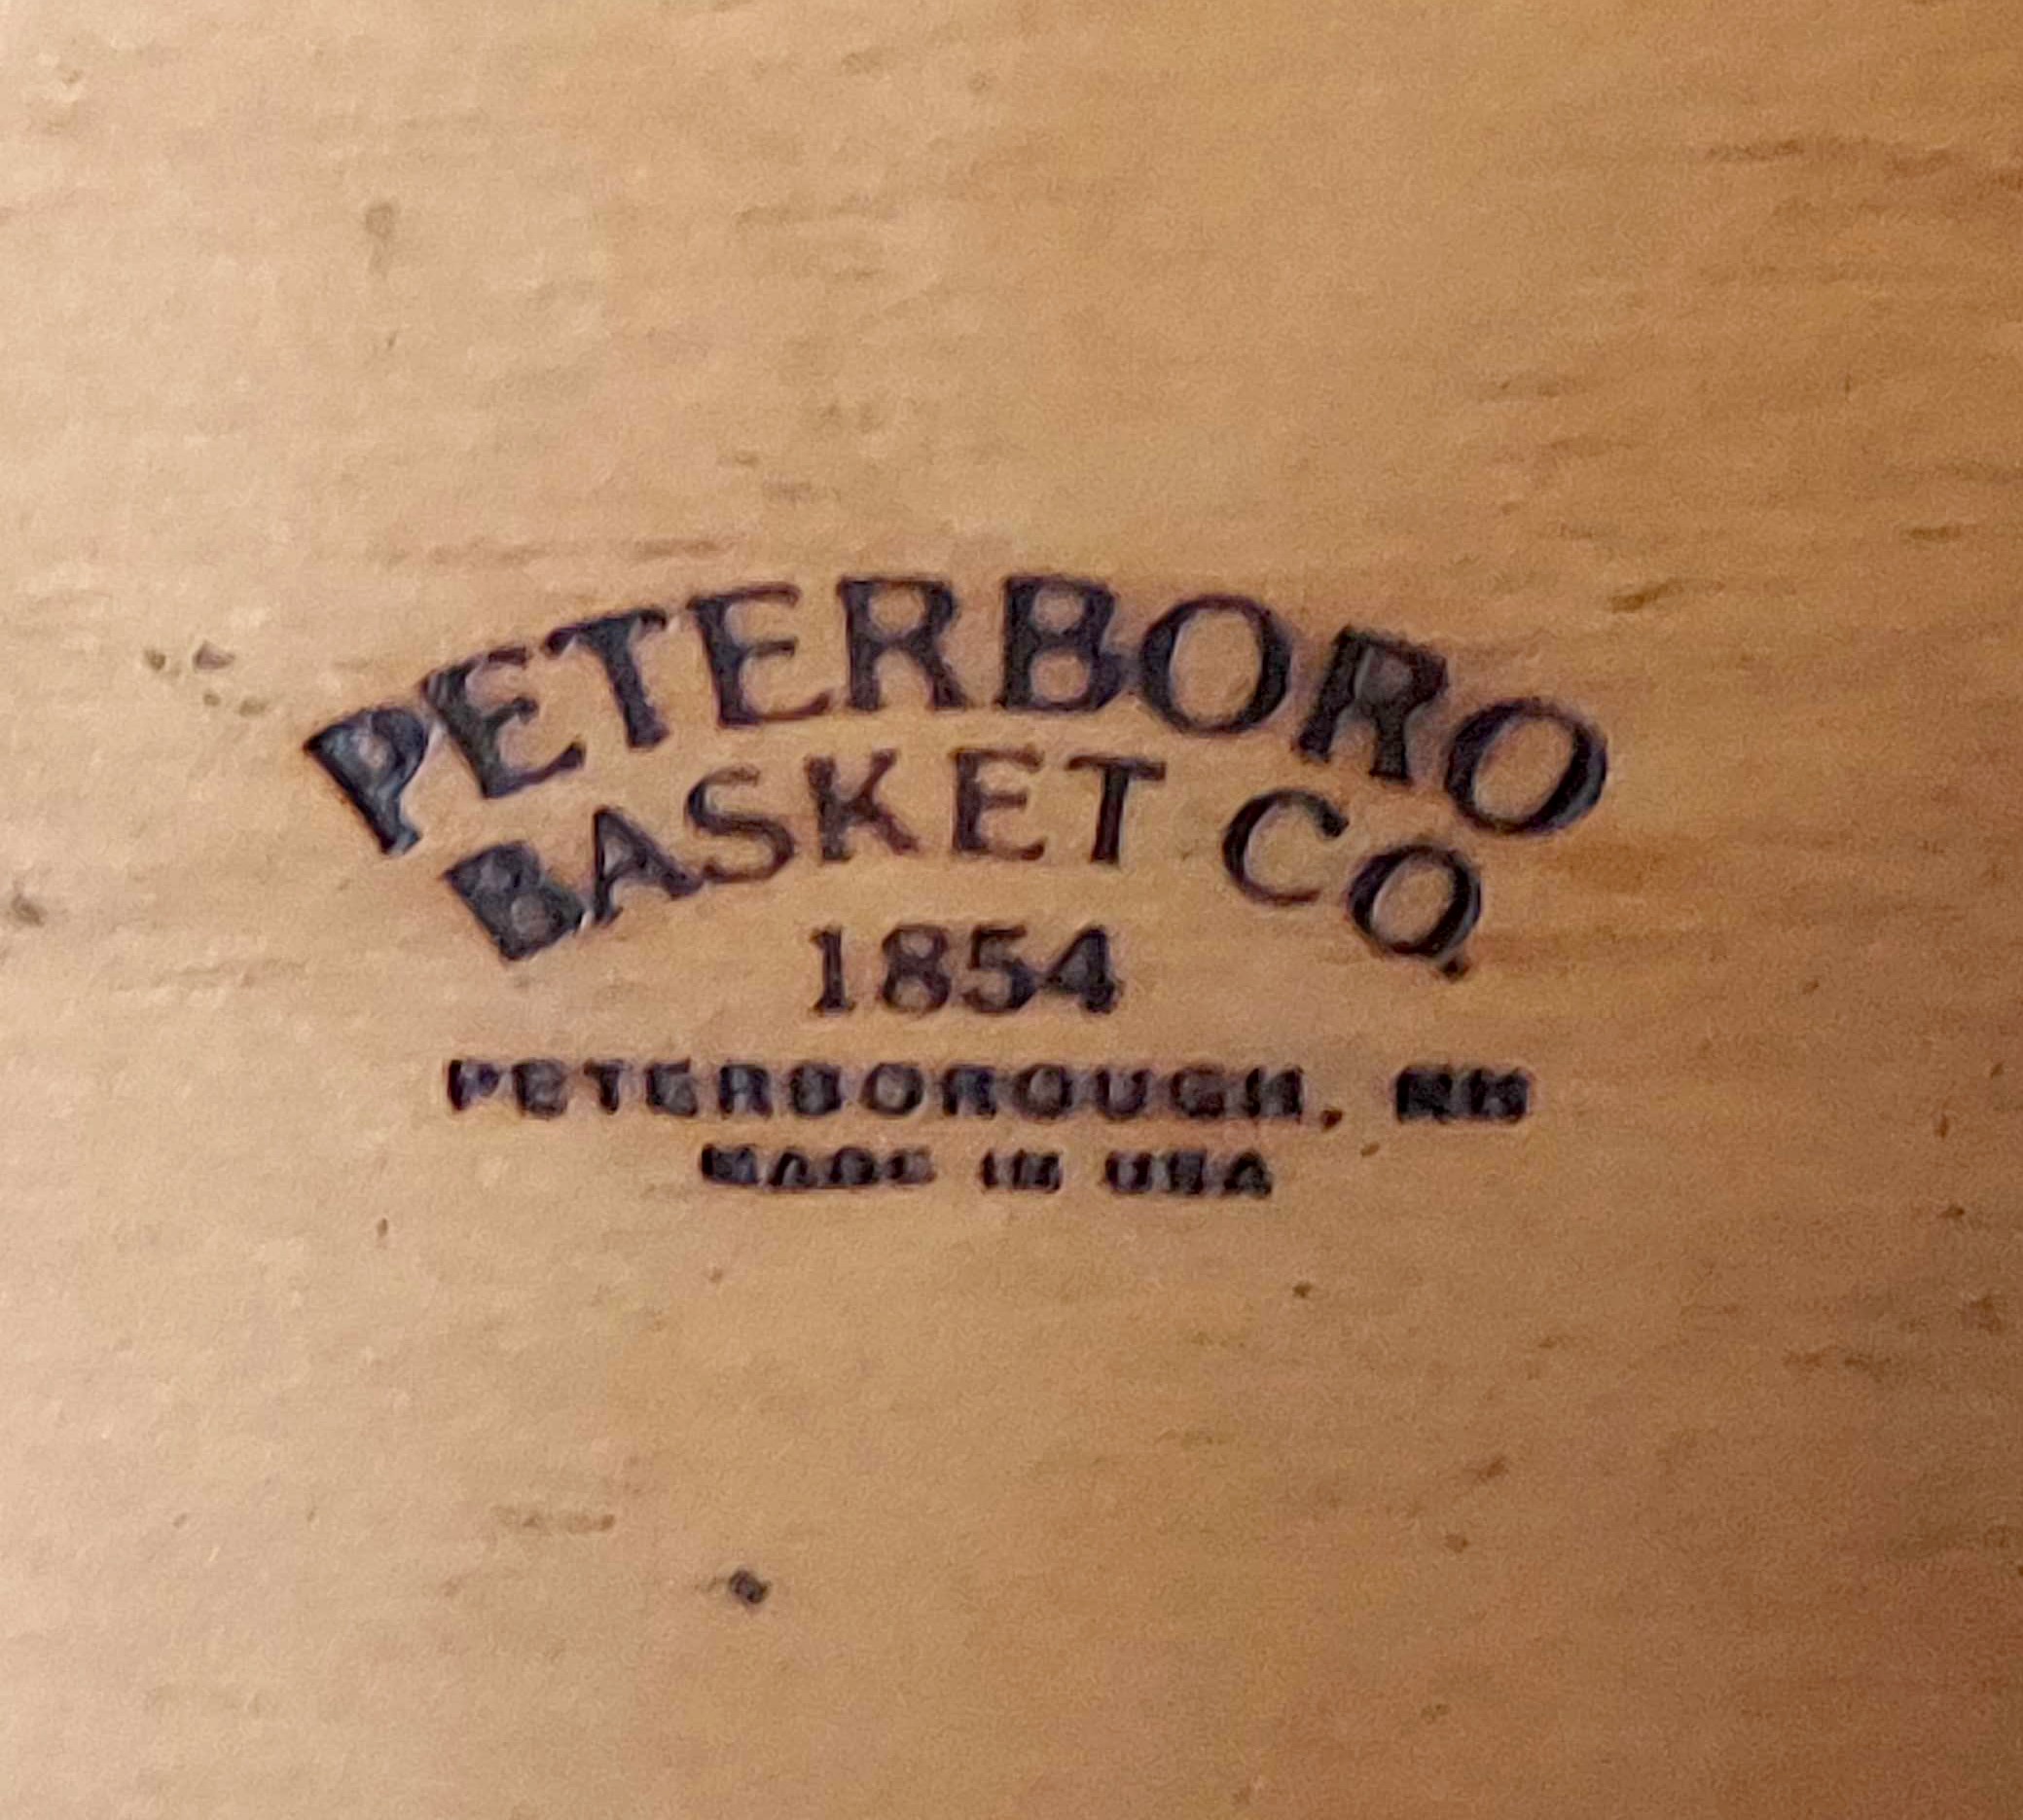 PETERBORO
BASKET CO.
1854
PETERBOROUGH, NH
MADE IN USA